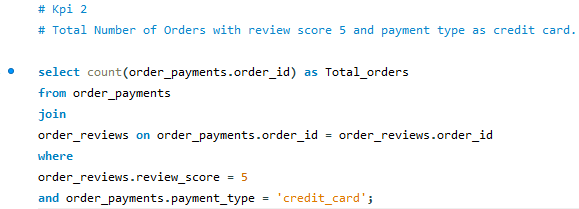 # Kpi 2
# Total Number of Orders with review score 5 and payment type as credit card.
select count(order_payments.order_id) as Total_orders
from order_payments
join
order_reviews on order_payments.order_id = order_reviews.order_id
where
order_reviews.review_score = 5
and order_payments.payment_type = 'credit_card';